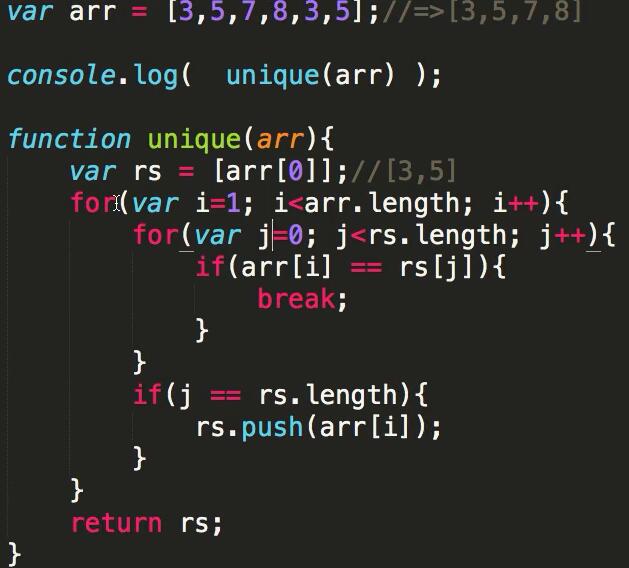 var arr = [3,5,7,8,3,5];//=>[3,5,7,8]
console.log(  unique(arr) );
function unique(arr){
    var rs = [arr[0]];//[3,5]
    for(var i=1; i<arr.length; i++){
        for(var j=0; j<rs.length; j++){
            if(arr[i] == rs[j]){
                break;
            }
        }
        if(j == rs.length){
            rs.push(arr[i]);
        }
    }
    return rs;
}